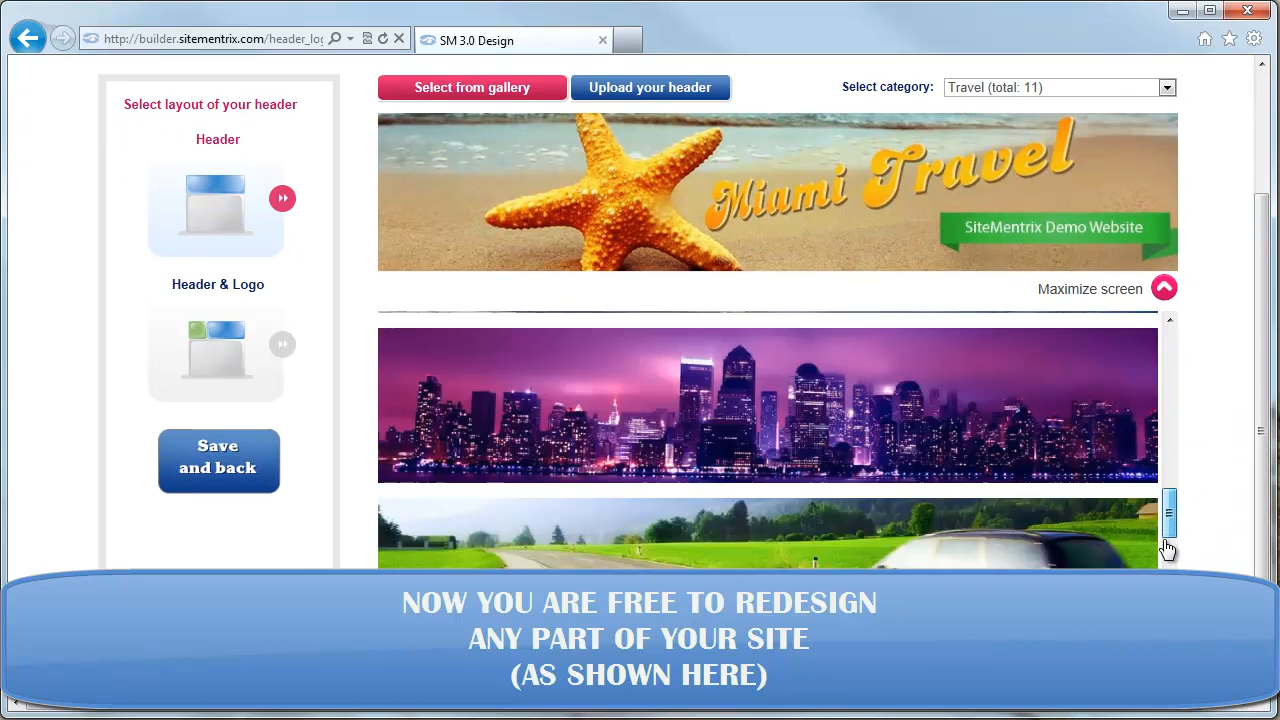 http://builder.sitementrix.com/header_log
SM 3.0 Design
Select layout of your header
Header
Header & Logo
Save
and back
Select from gallery
Upload your header
Select category:
Travel (total: 11)
Miami Travel
SiteMentrix Demo Website
Maximize screen
NOW YOU ARE FREE TO REDESIGN
ANY PART OF YOUR SITE
(AS SHOWN HERE)